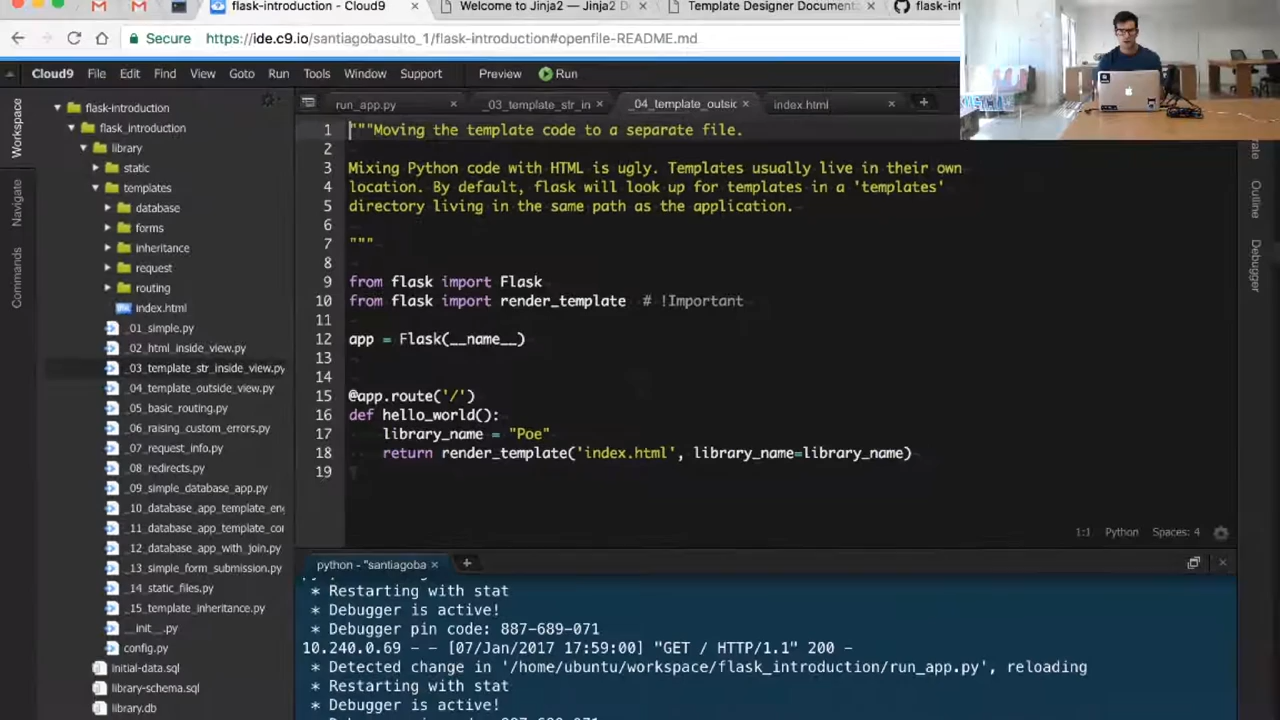 flask-introduction - Cloud9 × Welcome to Jinja2 — Jinja2 D × Template Designer Document × flask-int
Secure https://ide.c9.io/santiagobasulto_1/flask-introduction#openfile-README.md
Cloud9 File Edit Find View Goto Run Tools Window Support Preview Run
Workspace
Navigate
Commands
flask-introduction
flask_introduction
library
static
templates
database
forms
inheritance
request
routing
index.html
_01_simple.py
_02_html_inside_view.py
_03_template_str_inside_view.py
_04_template_outside_view.py
_05_basic_routing.py
_06_raising_custom_errors.py
_07_request_info.py
_08_redirects.py
_09_simple_database_app.py
_10_database_app_template_en
_11_database_app_template_co
_12_database_app_with_join.py
_13_simple_form_submission.py
_14_static_files.py
_15_template_inheritance.py
__init__.py
config.py
initial-data.sql
library-schema.sql
library.db
run_app.py × _03_template_str_in × _04_template_outsic × index.html × +
1 """Moving the template code to a separate file.
2
3 Mixing Python code with HTML is ugly. Templates usually live in their own
4 location. By default, flask will look up for templates in a 'templates'
5 directory living in the same path as the application.
6
7 """
8
9 from flask import Flask
10 from flask import render_template # !Important
11
12 app = Flask(__name__)
13
14
15 @app.route('/')
16 def hello_world():
17 library_name = "Poe"
18 return render_template('index.html', library_name=library_name)
19
1:1 Python Spaces: 4
python - "santiagoba × +
* Restarting with stat
* Debugger is active!
* Debugger pin code: 887-689-071
10.240.0.69 - - [07/Jan/2017 17:59:00] "GET / HTTP/1.1" 200 -
* Detected change in '/home/ubuntu/workspace/flask_introduction/run_app.py', reloading
* Restarting with stat
* Debugger is active!
Outline
Debugger